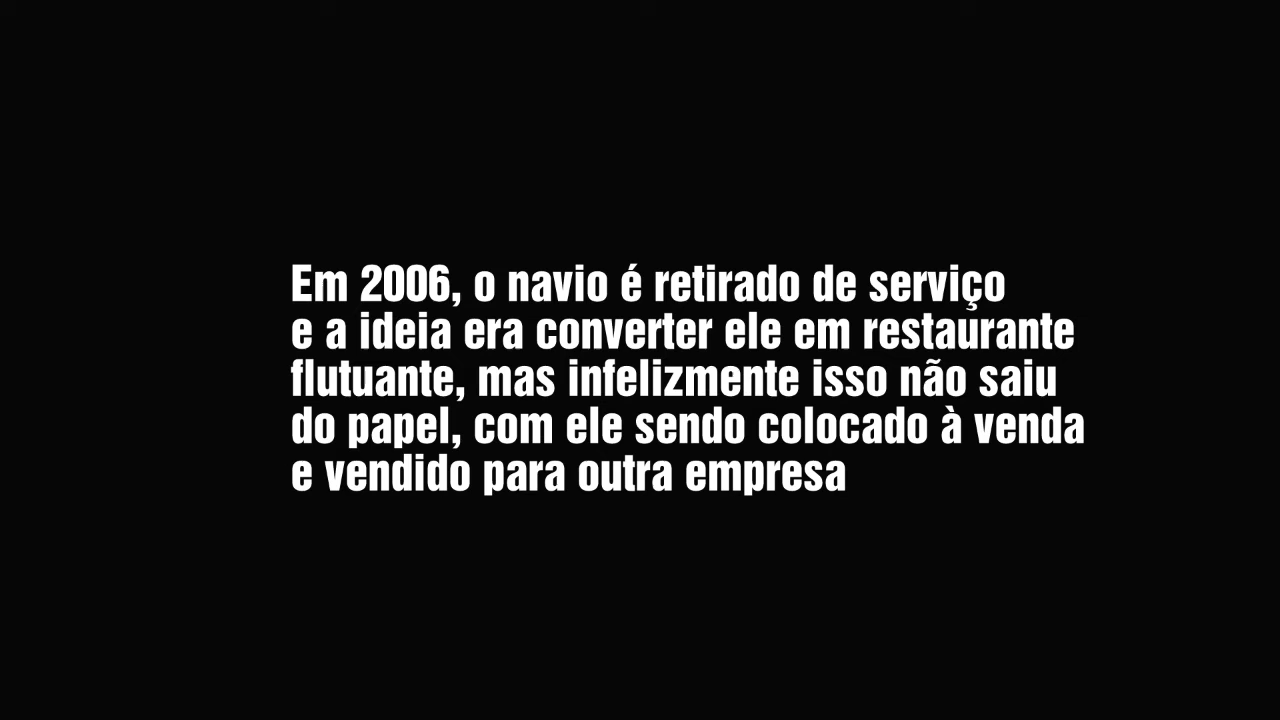 Em 2006, o navio é retirado de serviço
e a ideia era converter ele em restaurante
flutuante, mas infelizmente isso não saiu
do papel, com ele sendo colocado à venda
e vendido para outra empresa